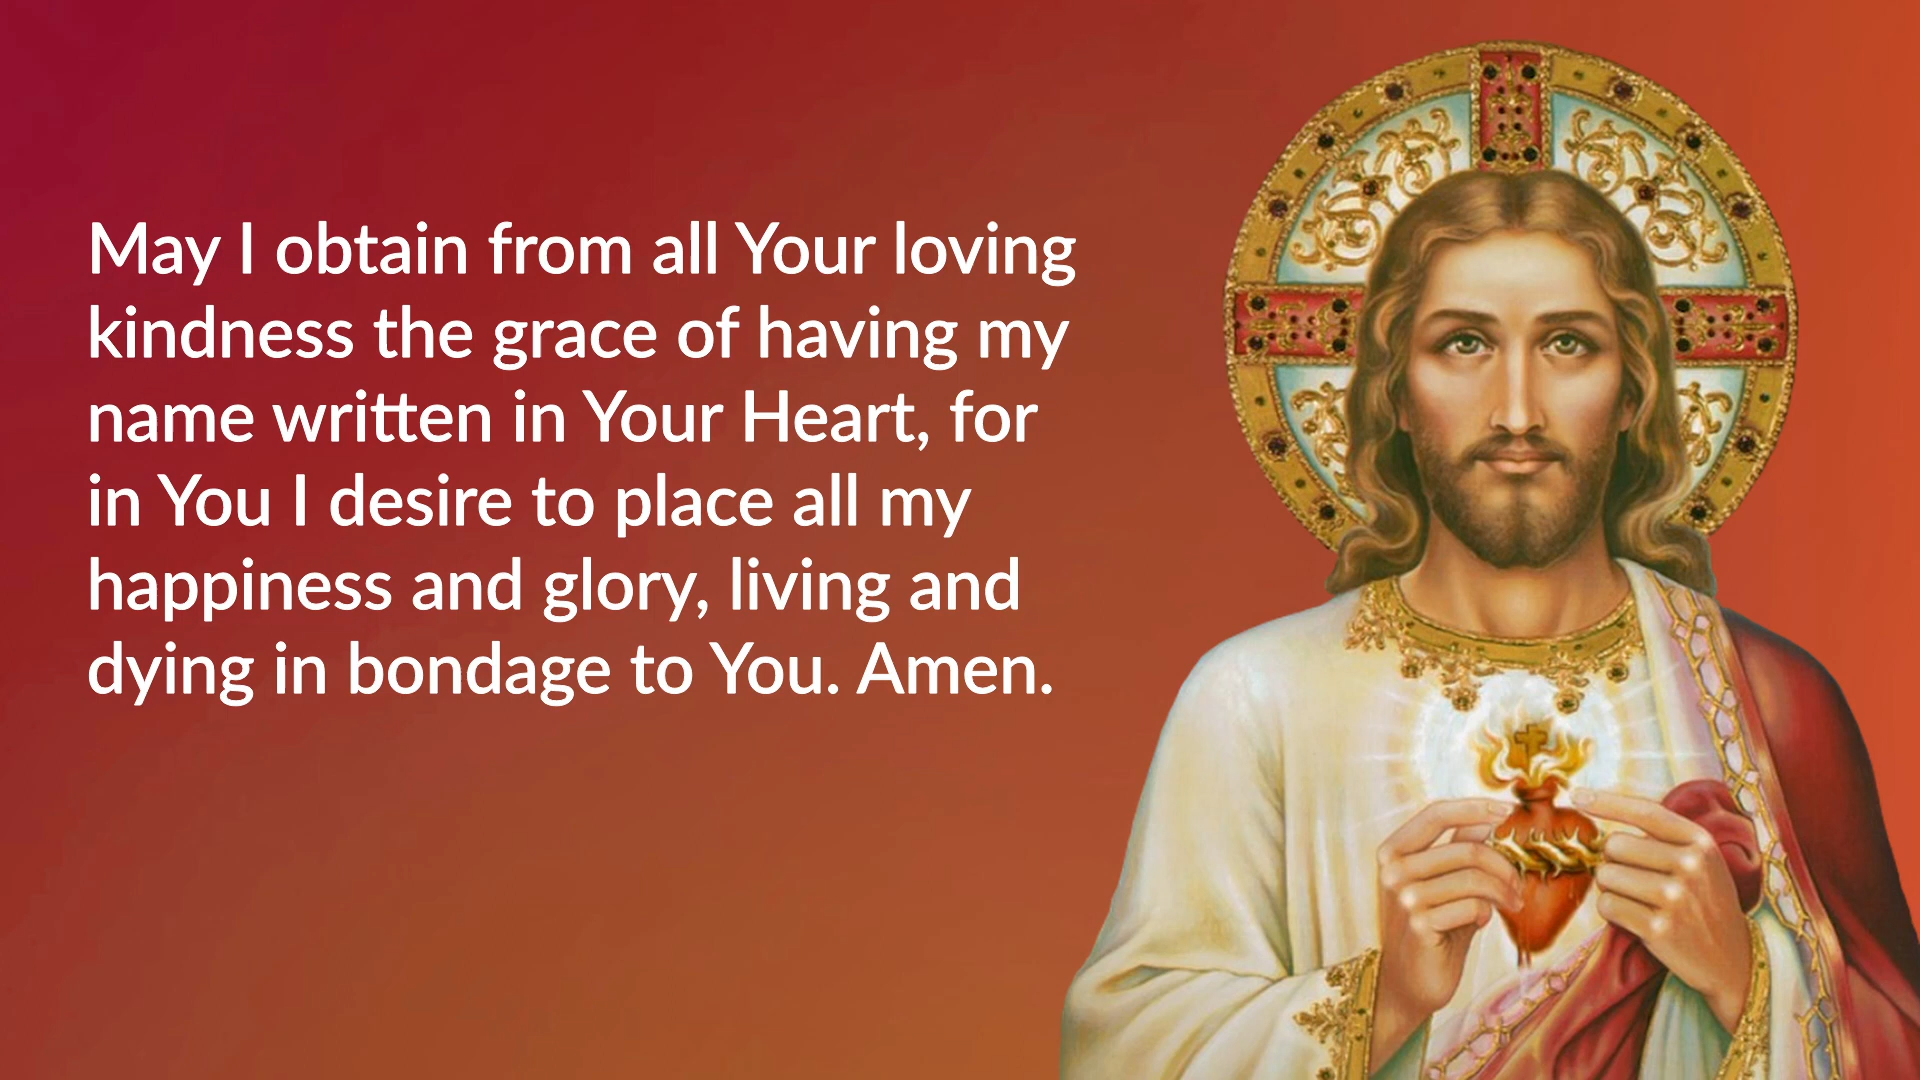 May I obtain from all Your loving
kindness the grace of having my
name written in Your Heart, for
in You I desire to place all my
happiness and glory, living and
dying in bondage to You. Amen.